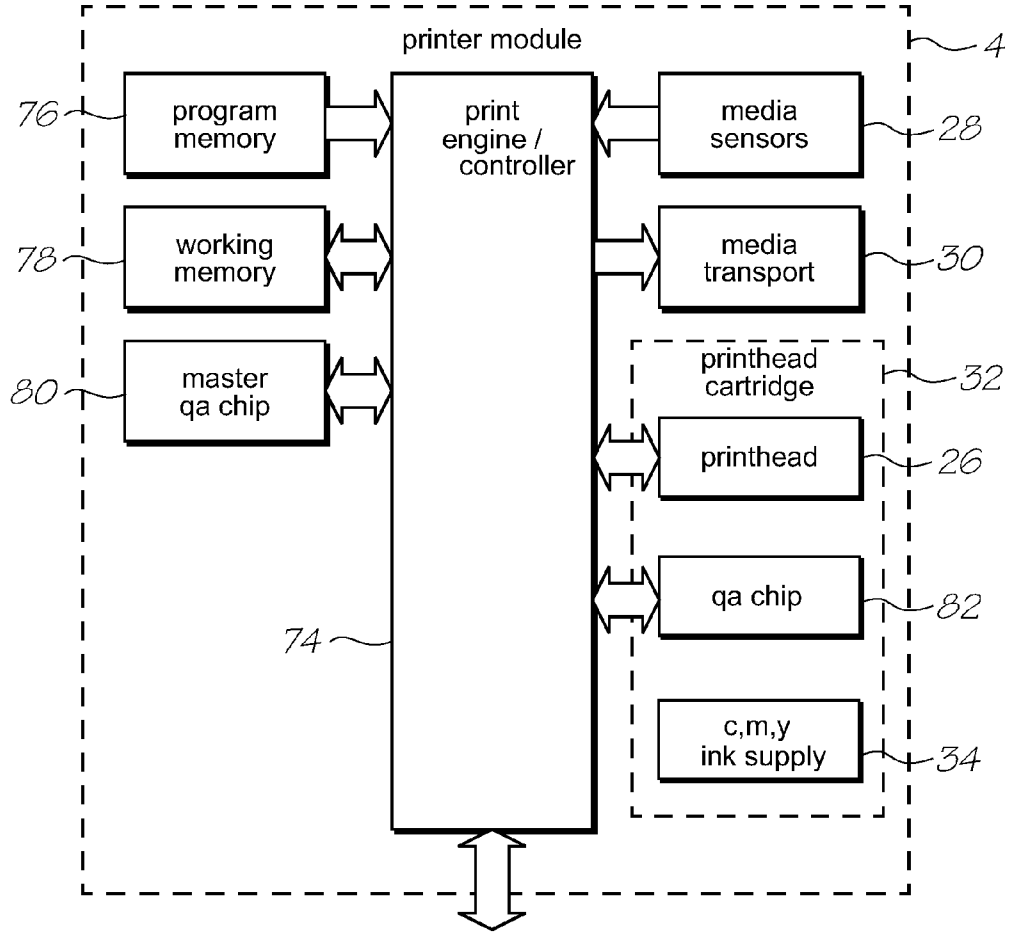 printer module
4
76
program
memory
print
engine /
controller
media
sensors
28
78
working
memory
media
transport
30
80
master
qa chip
printhead
cartridge
32
printhead
26
74
qa chip
82
c,m,y
ink supply
34